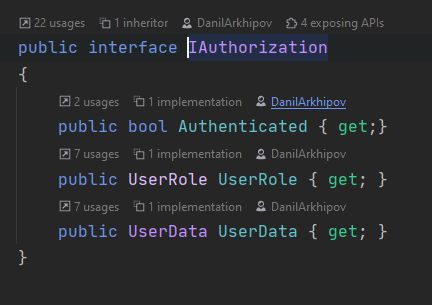 22 usages 1 inheritor DanilArkhipov 4 exposing APIs
public interface IAuthorization
{
2 usages 1 implementation DanilArkhipov
public bool Authenticated { get;}
7 usages 1 implementation DanilArkhipov
public UserRole UserRole { get; }
7 usages 1 implementation DanilArkhipov
public UserData UserData { get; }
}